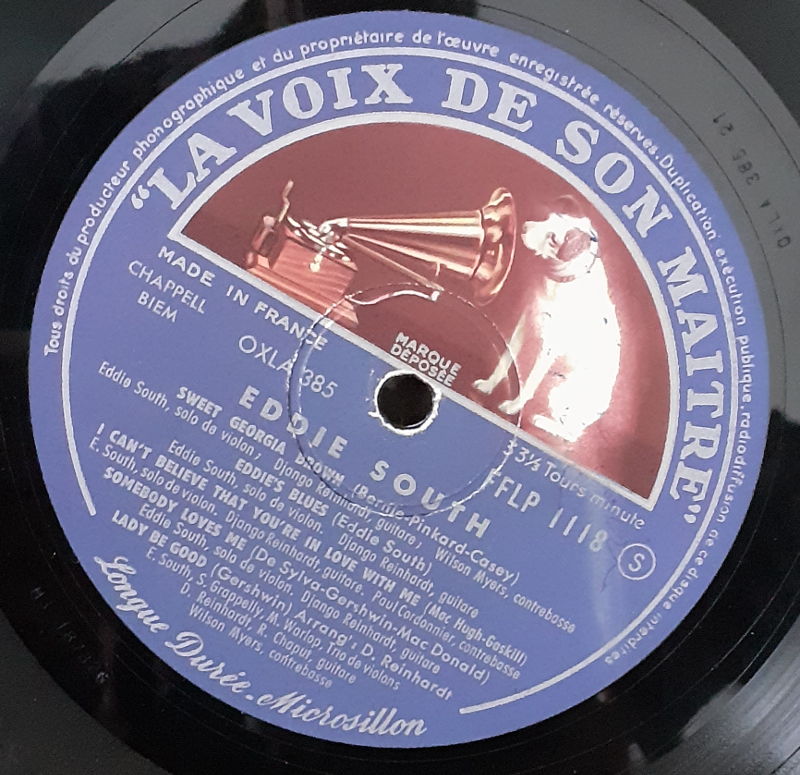 Tous droits du producteur phonographique et du propriétaire de l'œuvre enregistrée réservés. Duplication exécution publique, radiodiffusion de ce disque interdites
"LA VOIX DE SON MAITRE"
MADE IN FRANCE
CHAPPELL
BIEM
OXLA 385
MARQUE
DÉPOSÉE
33⅓ Tours minute
FFLP 1118 S
EDDIE SOUTH
SWEET GEORGIA BROWN (Bernie-Pinkard-Casey)
Eddie South, solo de violon; Django Reinhardt, guitare; Wilson Myers, contrebasse
EDDIE'S BLUES (Eddie South)
Eddie South, solo de violon. Django Reinhardt, guitare
I CAN'T BELIEVE THAT YOU'RE IN LOVE WITH ME (Mac Hugh-Gaskill)
E. South, solo de violon. Django Reinhardt, guitare. Paul Cordonnier, contrebasse
SOMEBODY LOVES ME (De Sylva-Gershwin-Mac Donald)
Eddie South, solo de violon, Django Reinhardt, guitare
LADY BE GOOD (Gershwin) Arrang: D. Reinhardt
E. South, S. Grappelly, M. Warlop, Trio de violons
D. Reinhardt, R. Chaput, guitare
Wilson Myers, contrebasse
Longue Durée - Microsillon
OXLA 385 21